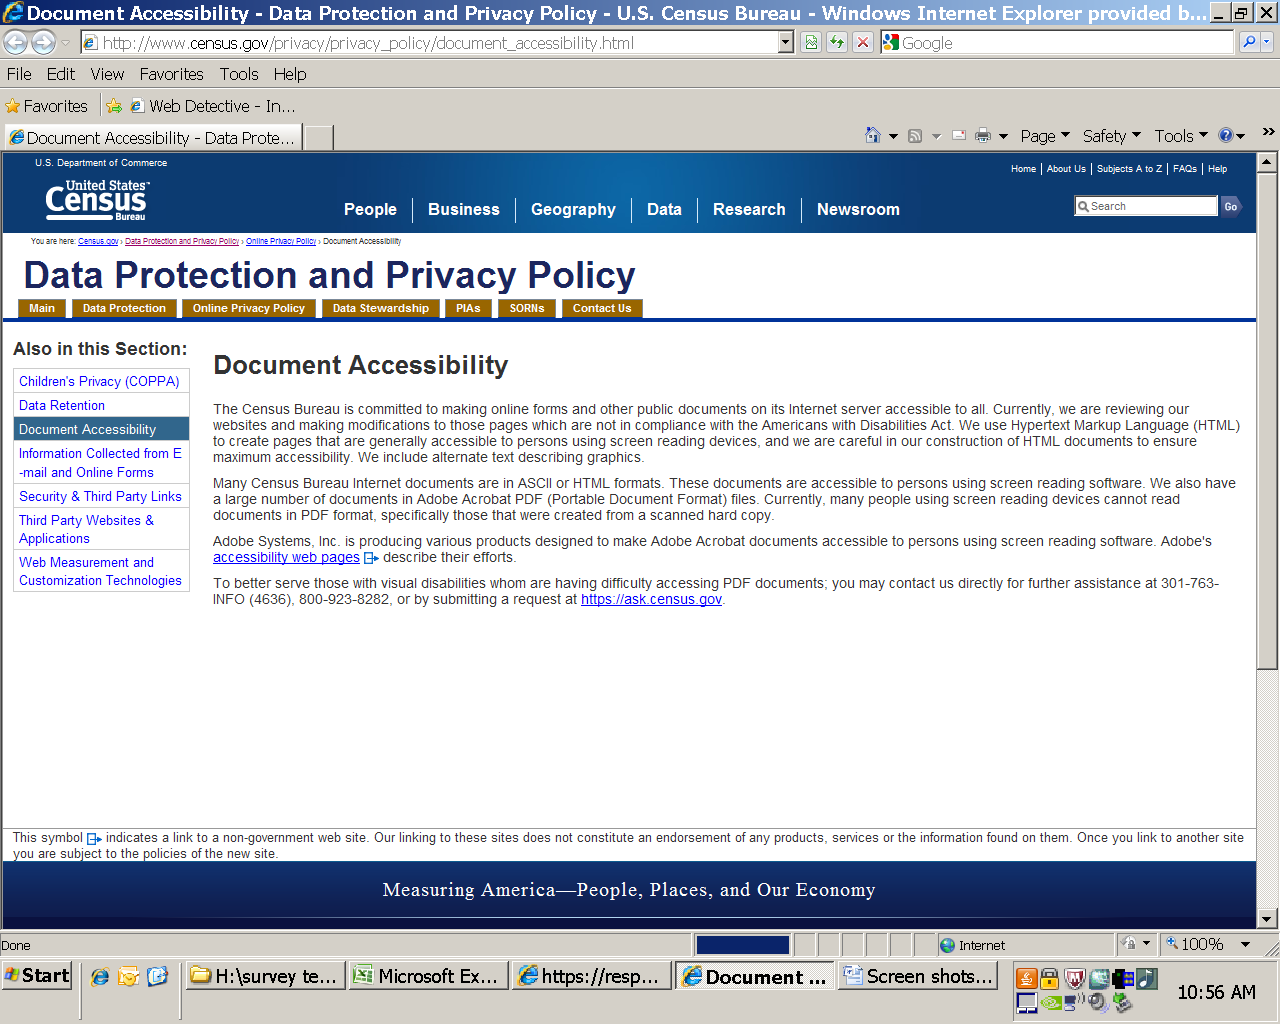 Document Accessibility - Data Protection and Privacy Policy - U.S. Census Bureau - Windows Internet Explorer provided b...
http://www.census.gov/privacy/privacy_policy/document_accessibility.html
Google
File Edit View Favorites Tools Help
Favorites Web Detective - In...
Document Accessibility - Data Prote...
Page Safety Tools
U.S. Department of Commerce
Home About Us Subjects A to Z FAQs Help
United States
Census
Bureau
People Business Geography Data Research Newsroom
Search Go
You are here: Census.gov › Data Protection and Privacy Policy › Online Privacy Policy › Document Accessibility
Data Protection and Privacy Policy
Main Data Protection Online Privacy Policy Data Stewardship PIAs SORNs Contact Us
Also in this Section:
Children's Privacy (COPPA)
Data Retention
Document Accessibility
Information Collected from E
-mail and Online Forms
Security & Third Party Links
Third Party Websites &
Applications
Web Measurement and
Customization Technologies
Document Accessibility
The Census Bureau is committed to making online forms and other public documents on its Internet server accessible to all. Currently, we are reviewing our
websites and making modifications to those pages which are not in compliance with the Americans with Disabilities Act. We use Hypertext Markup Language (HTML)
to create pages that are generally accessible to persons using screen reading devices, and we are careful in our construction of HTML documents to ensure
maximum accessibility. We include alternate text describing graphics.
Many Census Bureau Internet documents are in ASCII or HTML formats. These documents are accessible to persons using screen reading software. We also have
a large number of documents in Adobe Acrobat PDF (Portable Document Format) files. Currently, many people using screen reading devices cannot read
documents in PDF format, specifically those that were created from a scanned hard copy.
Adobe Systems, Inc. is producing various products designed to make Adobe Acrobat documents accessible to persons using screen reading software. Adobe's
accessibility web pages describe their efforts.
To better serve those with visual disabilities whom are having difficulty accessing PDF documents; you may contact us directly for further assistance at 301-763-
INFO (4636), 800-923-8282, or by submitting a request at https://ask.census.gov.
This symbol indicates a link to a non-government web site. Our linking to these sites does not constitute an endorsement of any products, services or the information found on them. Once you link to another site
you are subject to the policies of the new site.
Measuring America—People, Places, and Our Economy
Done Internet 100%
Start H:\survey te... Microsoft Ex... https://resp... Document ... Screen shots... 10:56 AM